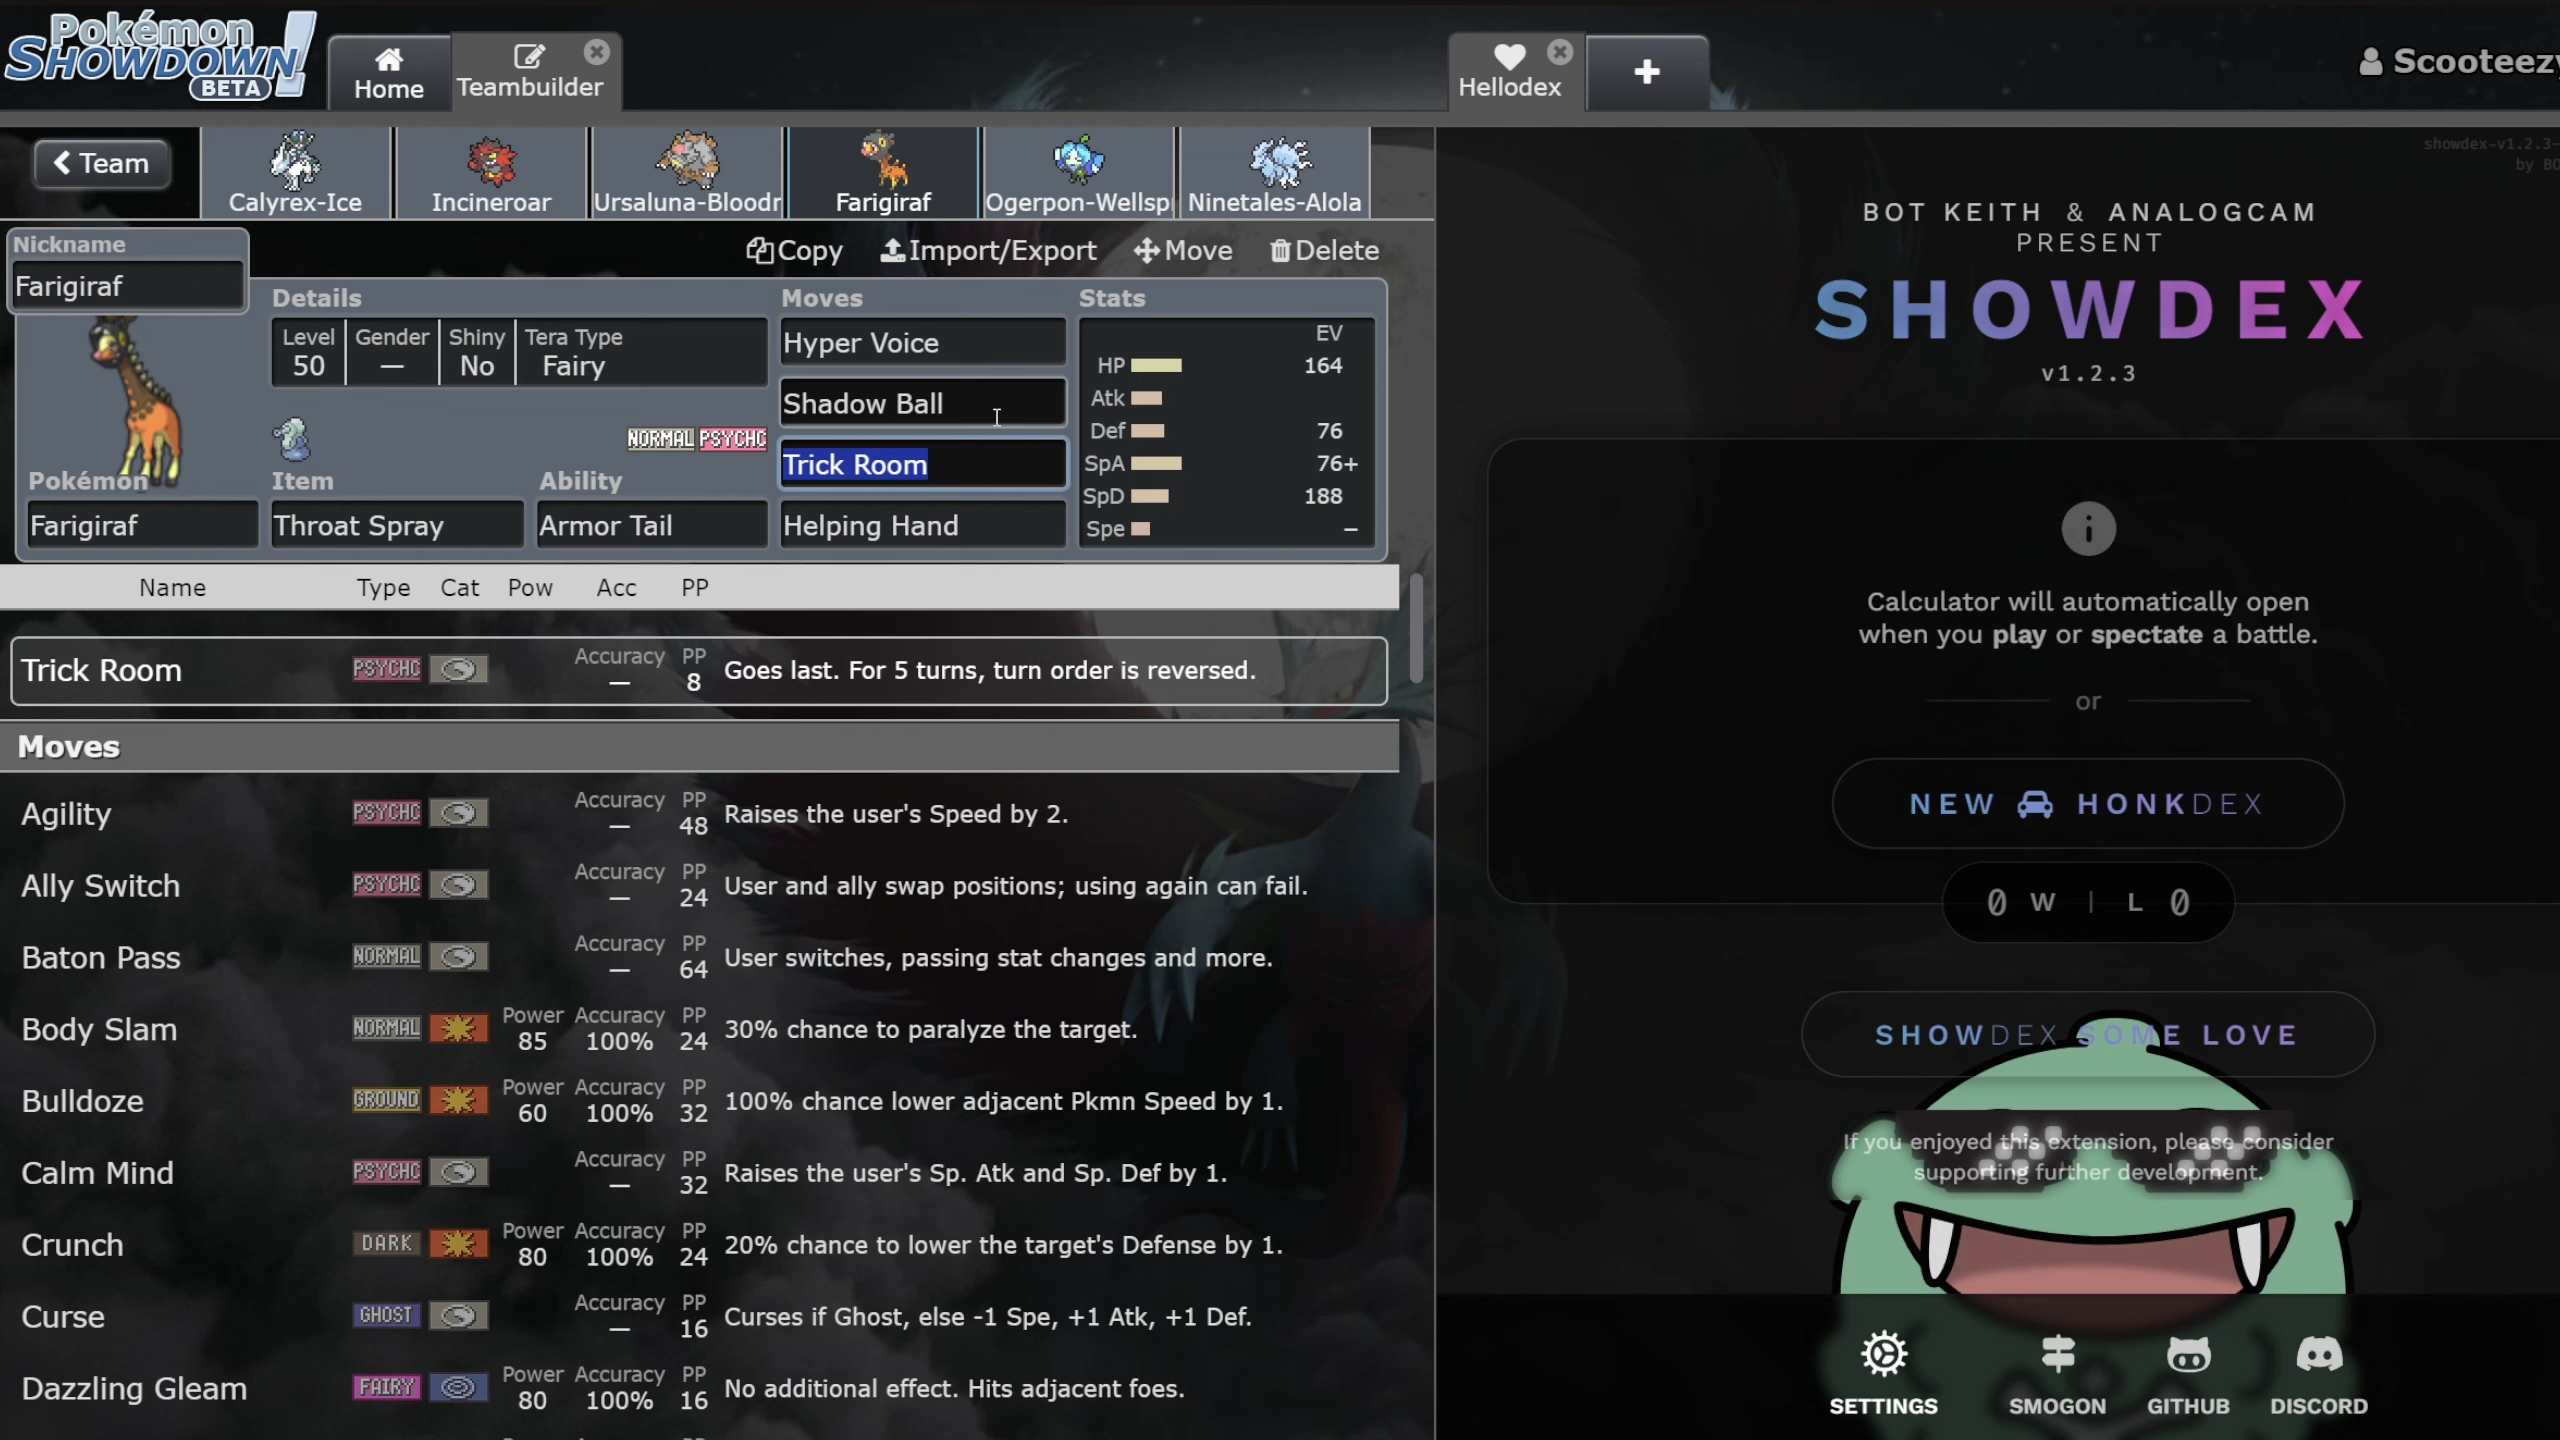 Pokémon
SHOWDOWN!
BETA
Home
Teambuilder
Hellodex
Scooteezy
Team
Calyrex-Ice
Incineroar
Ursaluna-Bloodr
Farigiraf
Ogerpon-Wellsp
Ninetales-Alola
showdex-v1.2.3-
by BO
Nickname
Farigiraf
Copy Import/Export Move Delete
Details
Level Gender Shiny Tera Type
50 — No Fairy
NORMAL PSYCHC
Pokémon Item Ability
Farigiraf Throat Spray Armor Tail
Moves
Hyper Voice
Shadow Ball
Trick Room
Helping Hand
Stats
EV
HP 164
Atk
Def 76
SpA 76+
SpD 188
Spe –
Name Type Cat Pow Acc PP
Trick Room PSYCHC Accuracy — PP 8 Goes last. For 5 turns, turn order is reversed.
Moves
Agility PSYCHC Accuracy — PP 48 Raises the user's Speed by 2.
Ally Switch PSYCHC Accuracy — PP 24 User and ally swap positions; using again can fail.
Baton Pass NORMAL Accuracy — PP 64 User switches, passing stat changes and more.
Body Slam NORMAL Power 85 Accuracy 100% PP 24 30% chance to paralyze the target.
Bulldoze GROUND Power 60 Accuracy 100% PP 32 100% chance lower adjacent Pkmn Speed by 1.
Calm Mind PSYCHC Accuracy — PP 32 Raises the user's Sp. Atk and Sp. Def by 1.
Crunch DARK Power 80 Accuracy 100% PP 24 20% chance to lower the target's Defense by 1.
Curse GHOST Accuracy — PP 16 Curses if Ghost, else -1 Spe, +1 Atk, +1 Def.
Dazzling Gleam FAIRY Power 80 Accuracy 100% PP 16 No additional effect. Hits adjacent foes.
BOT KEITH & ANALOGCAM
PRESENT
SHOWDEX
v1.2.3
Calculator will automatically open
when you play or spectate a battle.
or
NEW HONKDEX
0 W | L 0
SHOWDEX SOME LOVE
If you enjoyed this extension, please consider
supporting further development.
SETTINGS SMOGON GITHUB DISCORD